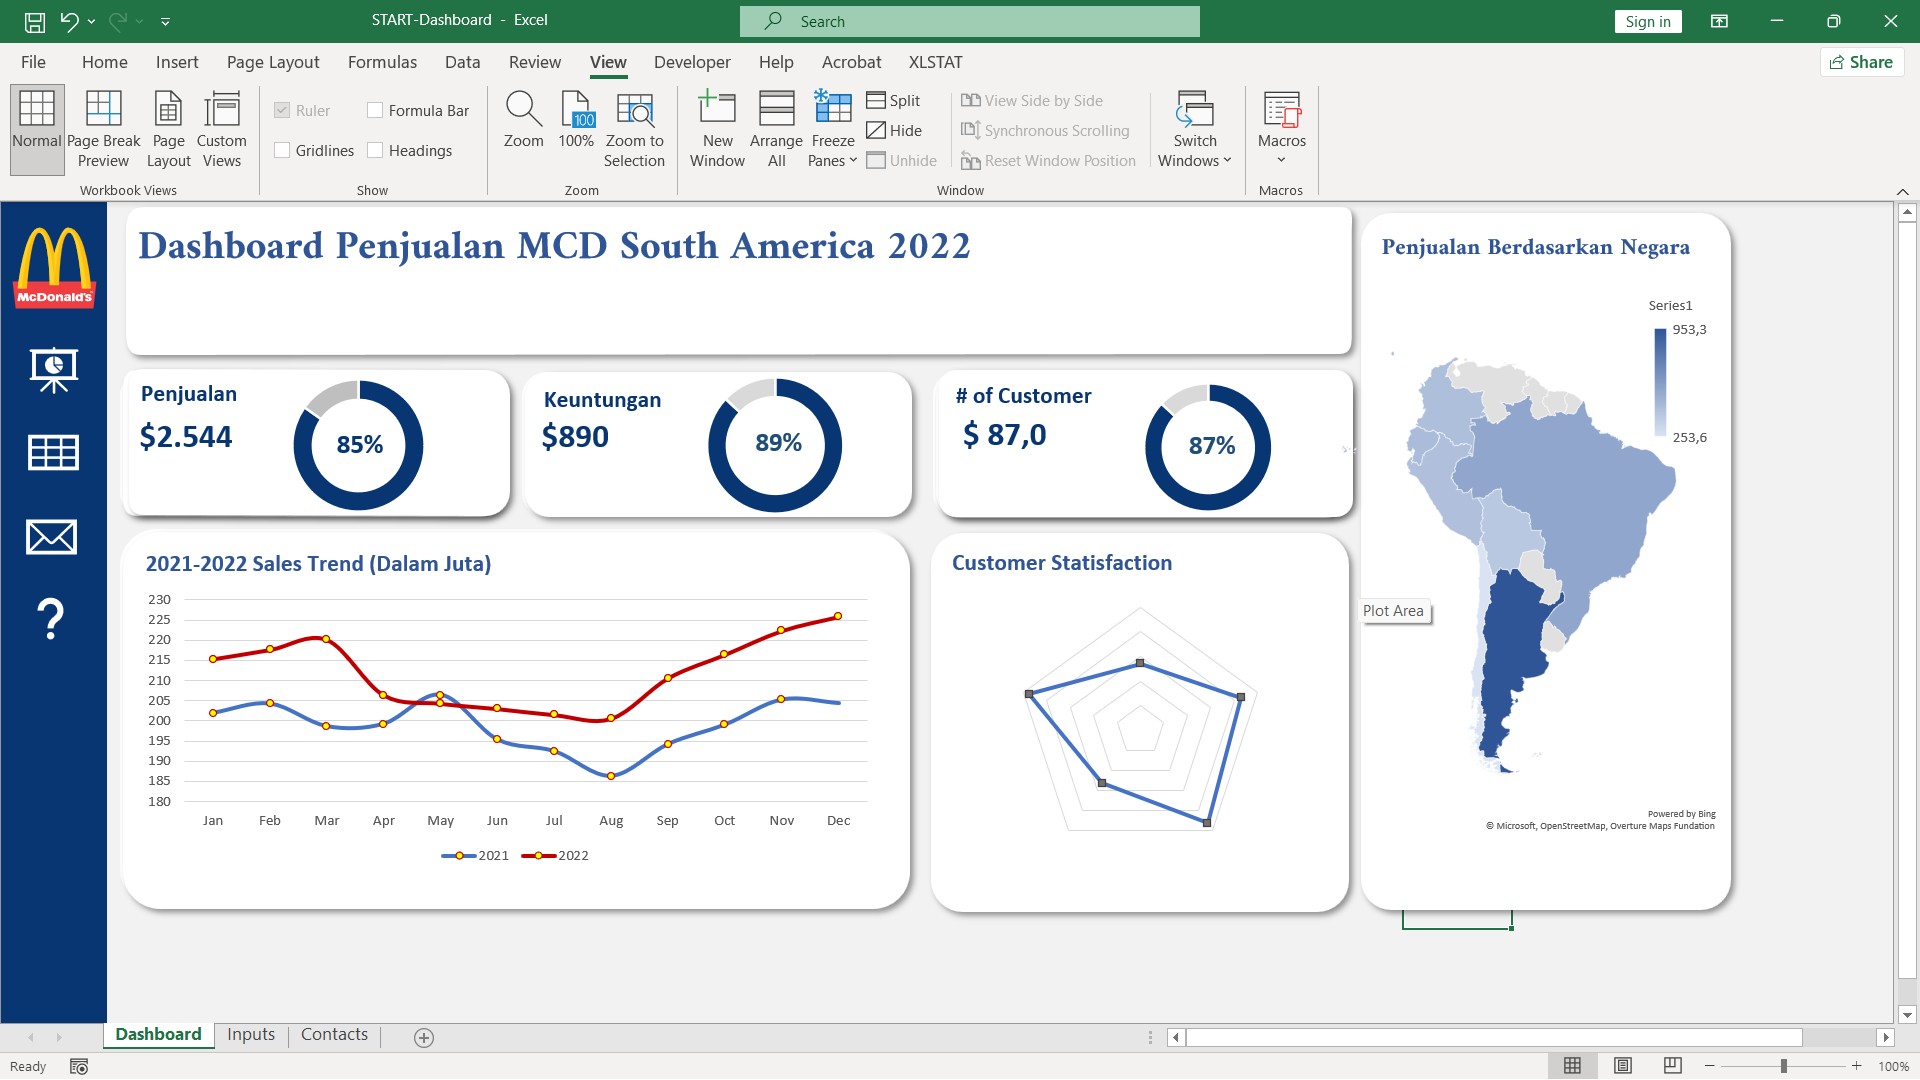 START-Dashboard - Excel
Search
Sign in
File Home Insert Page Layout Formulas Data Review View Developer Help Acrobat XLSTAT
Share
Normal
Page Break Preview
Page Layout
Custom Views
Workbook Views
Ruler
Formula Bar
Gridlines
Headings
Show
Zoom
100
100%
Zoom to Selection
Zoom
New Window
Arrange All
Freeze Panes
Split
Hide
Unhide
View Side by Side
Synchronous Scrolling
Reset Window Position
Window
Switch Windows
Macros
Macros
McDonald's
Dashboard Penjualan MCD South America 2022
Penjualan
$2.544
85%
Keuntungan
$890
89%
# of Customer
$ 87,0
87%
2021-2022 Sales Trend (Dalam Juta)
230
225
220
215
210
205
200
195
190
185
180
Jan Feb Mar Apr May Jun Jul Aug Sep Oct Nov Dec
2021 2022
Customer Statisfaction
Penjualan Berdasarkan Negara
Series1
953,3
253,6
Plot Area
Powered by Bing
© Microsoft, OpenStreetMap, Overture Maps Fundation
Dashboard Inputs Contacts
Ready
100%